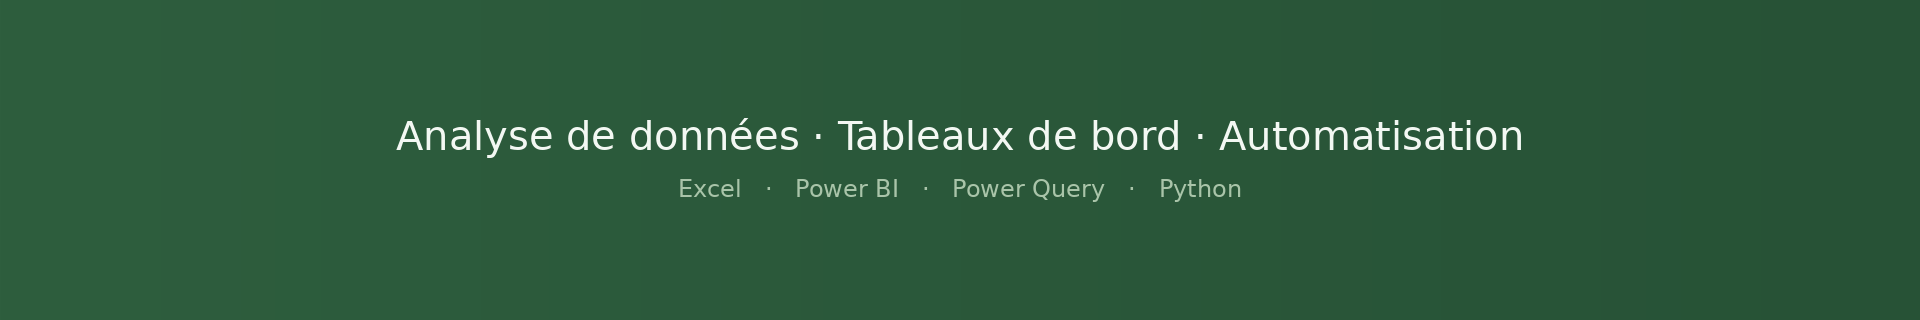 Analyse de données · Tableaux de bord · Automatisation
Excel · Power BI · Power Query · Python